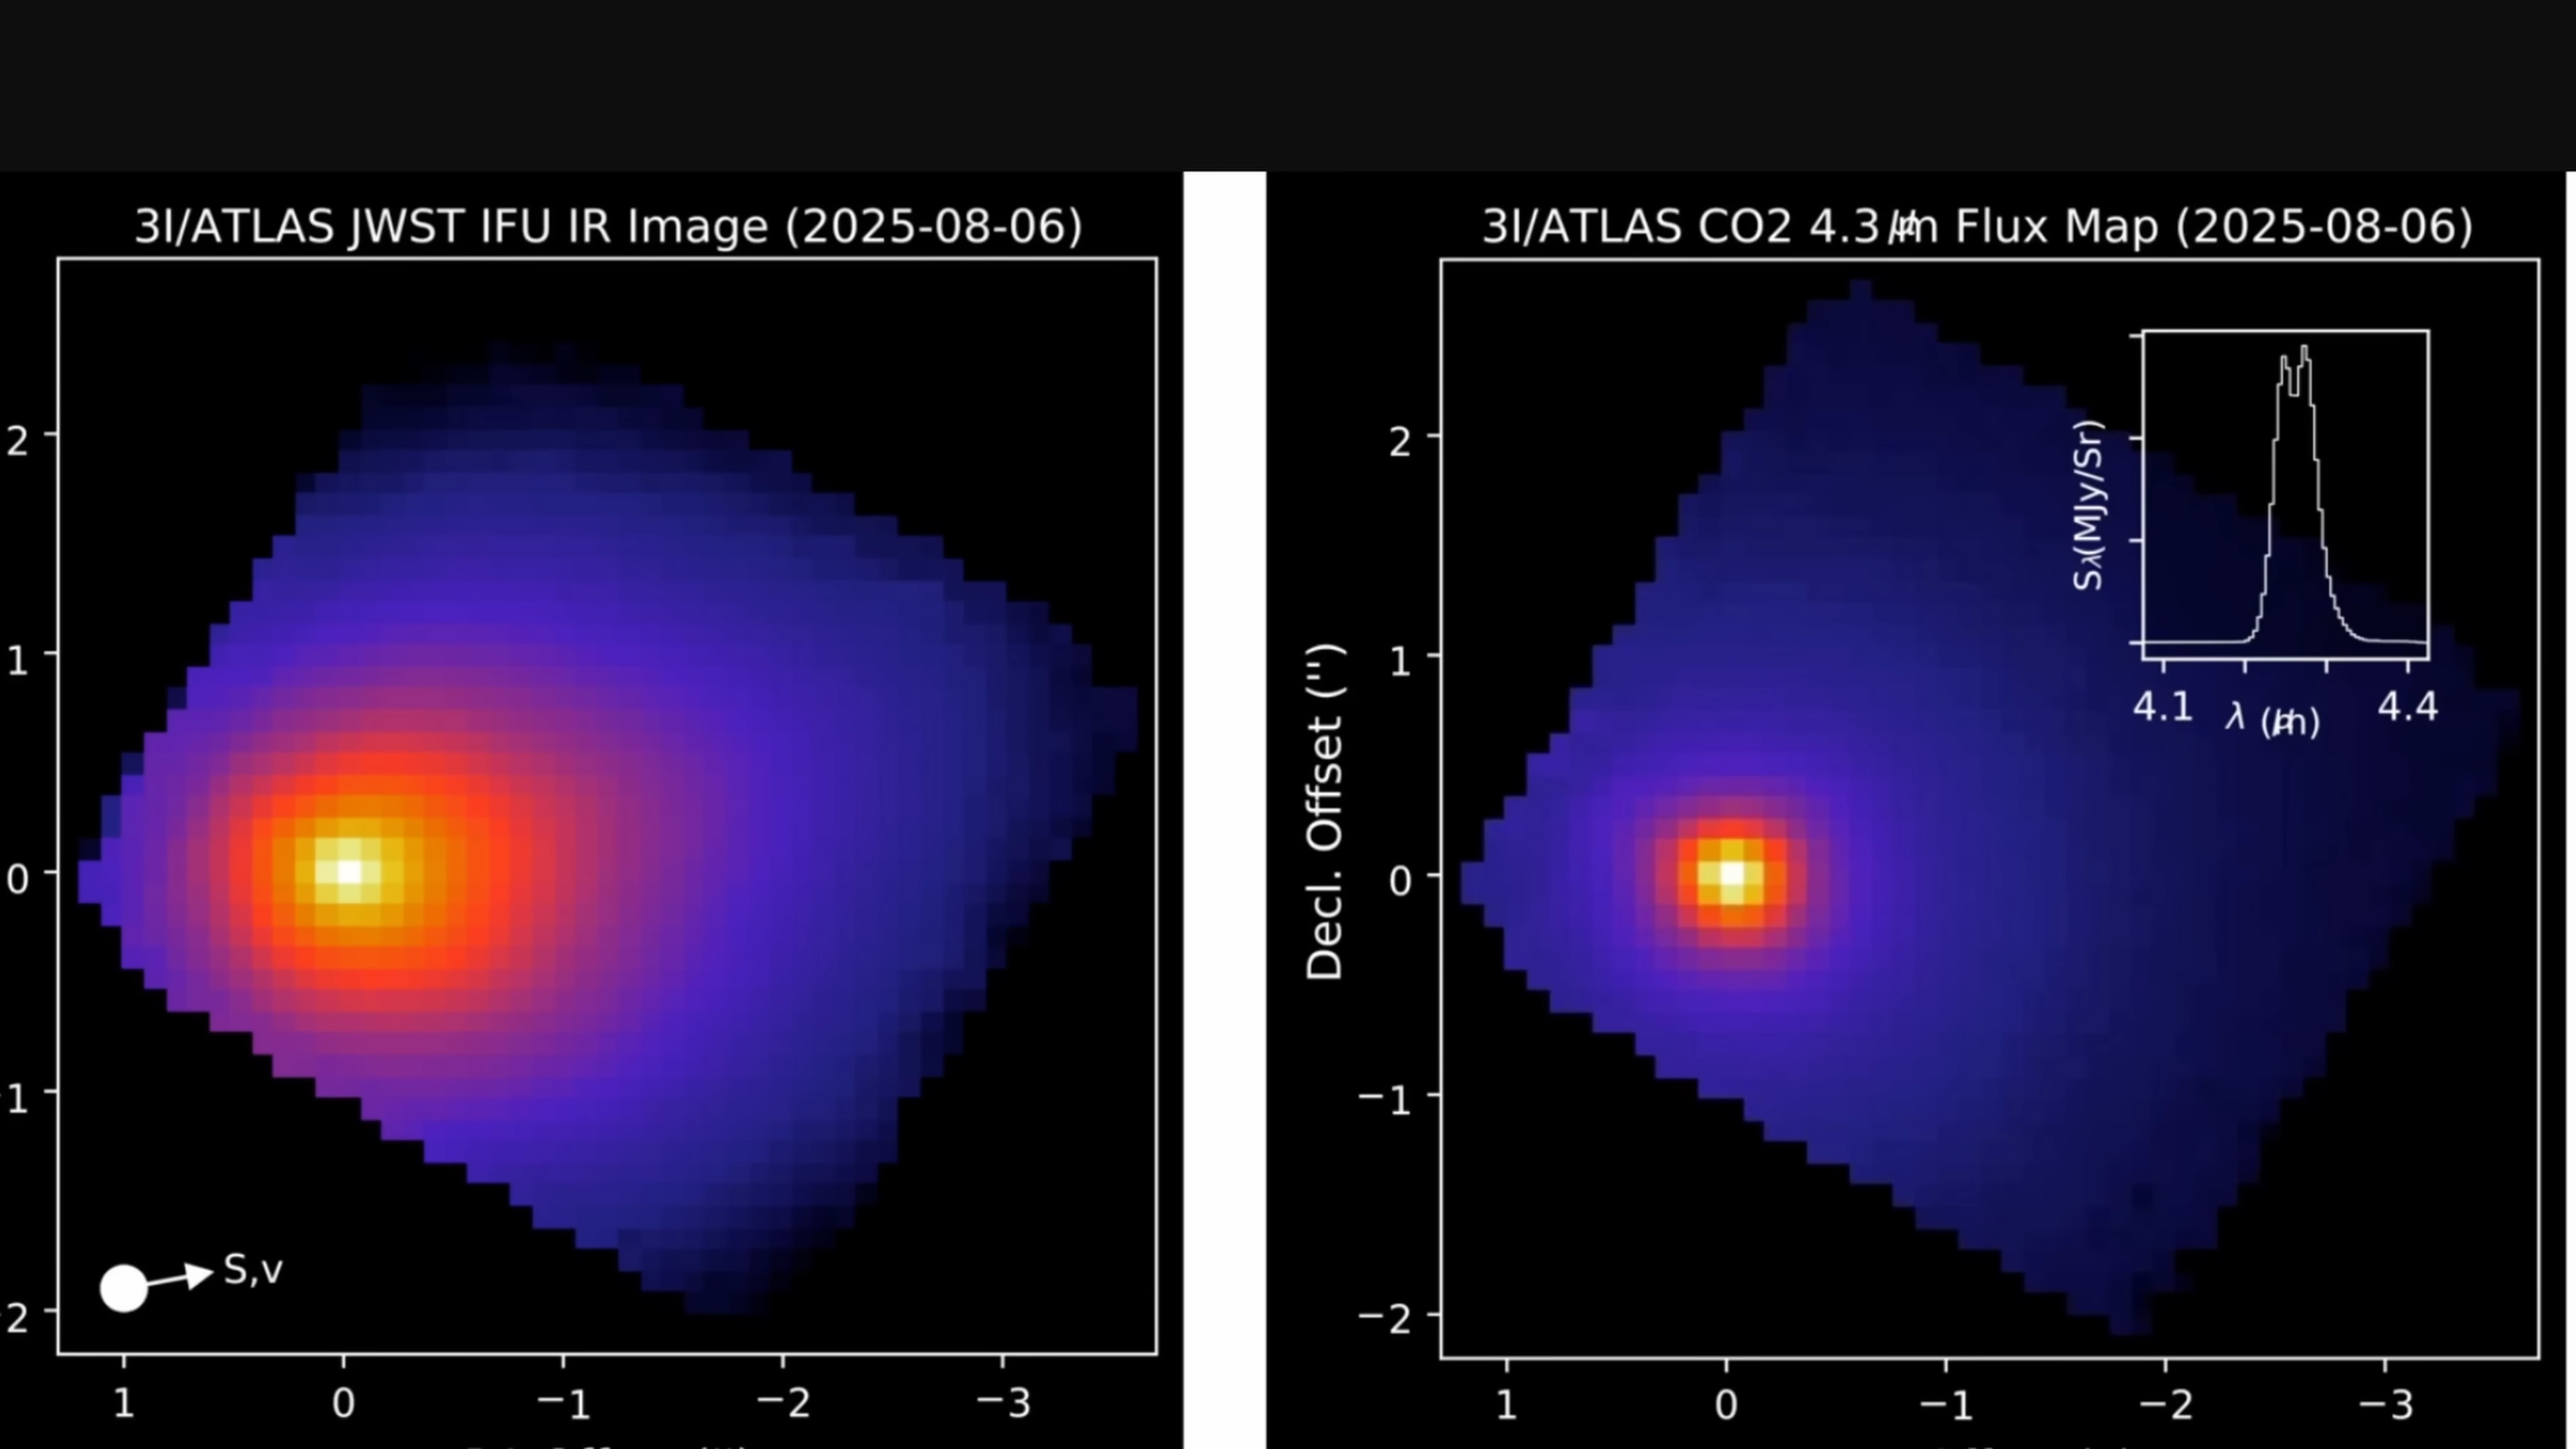 3I/ATLAS JWST IFU IR Image (2025-08-06)
2
1
0
1
2
S,v
1 0 −1 −2 −3
3I/ATLAS CO2 4.3 μm Flux Map (2025-08-06)
Decl. Offset (")
2
1
0
−1
−2
Sλ(MJy/Sr)
4.1 λ (μm) 4.4
1 0 −1 −2 −3